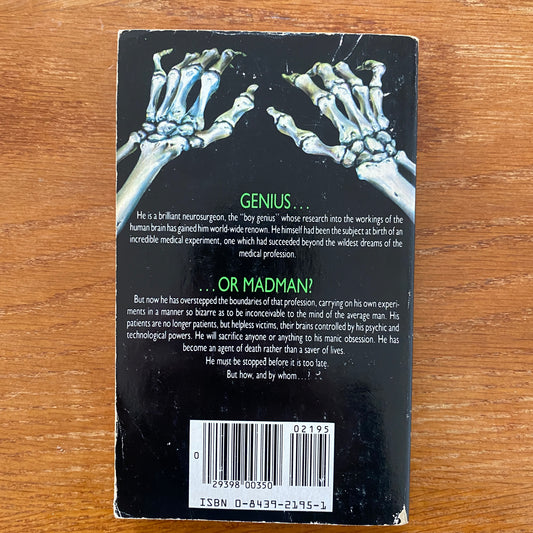 GENIUS...
He is a brilliant neurosurgeon, the "boy genius" whose research into the workings of the
human brain has gained him world-wide renown. He himself had been the subject at birth of an
incredible medical experiment, one which had succeeded beyond the wildest dreams of the
medical profession.
...OR MADMAN?
But now he has overstepped the boundaries of that profession, carrying on his own experi-
ments in a manner so bizarre as to be inconceivable to the mind of the average man. His
patients are no longer patients, but helpless victims, their brains controlled by his psychic and
technological powers. He will sacrifice anyone or anything to his manic obsession. He has
become an agent of death rather than a saver of lives.
He must be stopped before it is too late.
But how, and by whom...?
02195
0
29398 00350
ISBN 0-8439-2195-1